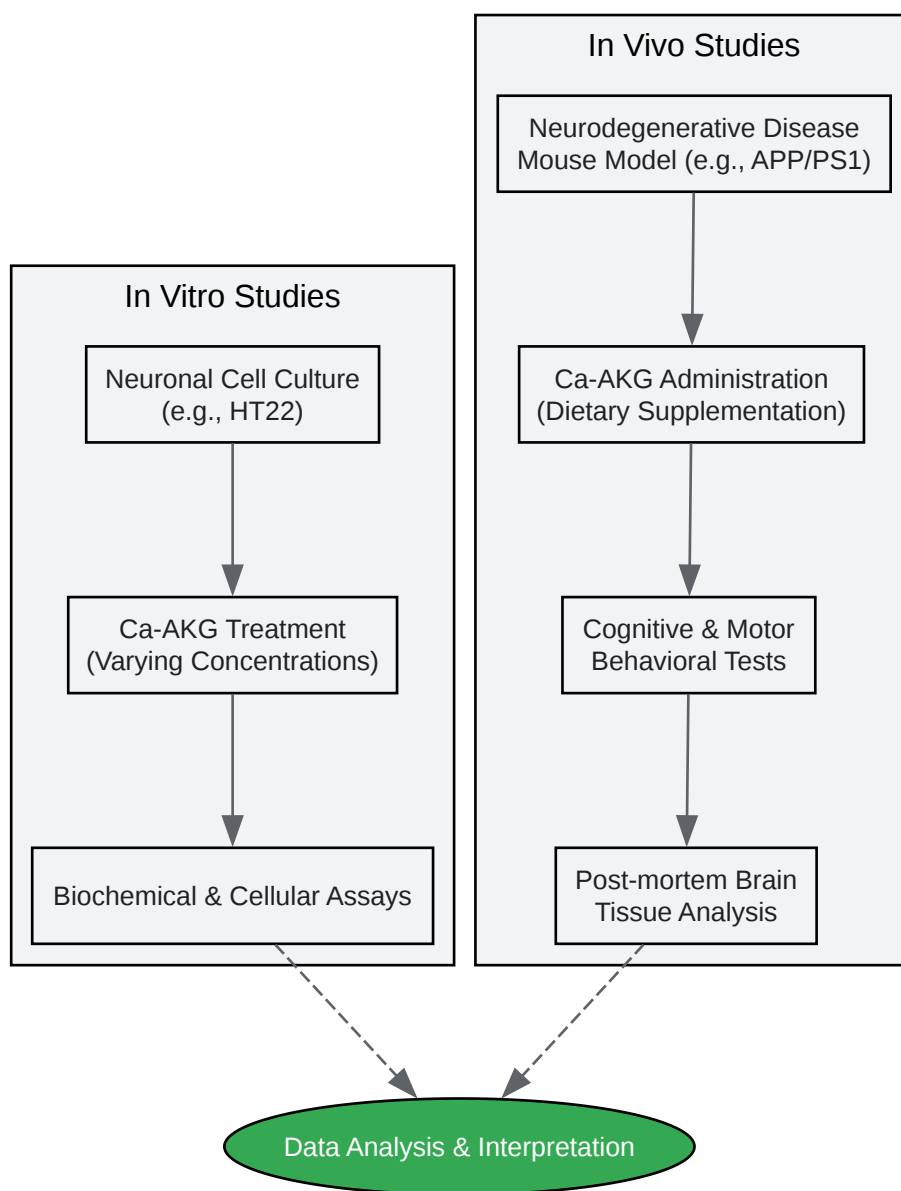 In Vitro Studies
Neuronal Cell Culture
(e.g., HT22)
Ca-AKG Treatment
(Varying Concentrations)
Biochemical & Cellular Assays
In Vivo Studies
Neurodegenerative Disease
Mouse Model (e.g., APP/PS1)
Ca-AKG Administration
(Dietary Supplementation)
Cognitive & Motor
Behavioral Tests
Post-mortem Brain
Tissue Analysis
Data Analysis & Interpretation